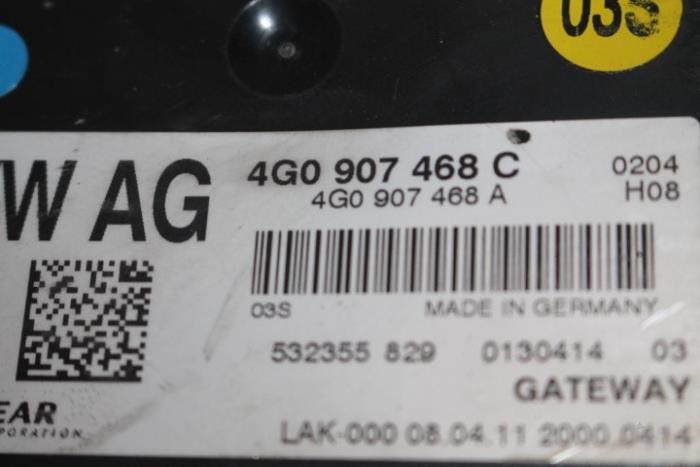 03S
W AG
4G0 907 468 C 0204
4G0 907 468 A H08
03S MADE IN GERMANY
532355 829 0130414 03
GATEWAY
EAR
PORATION
LAK-000 08.04.11 2000.0414